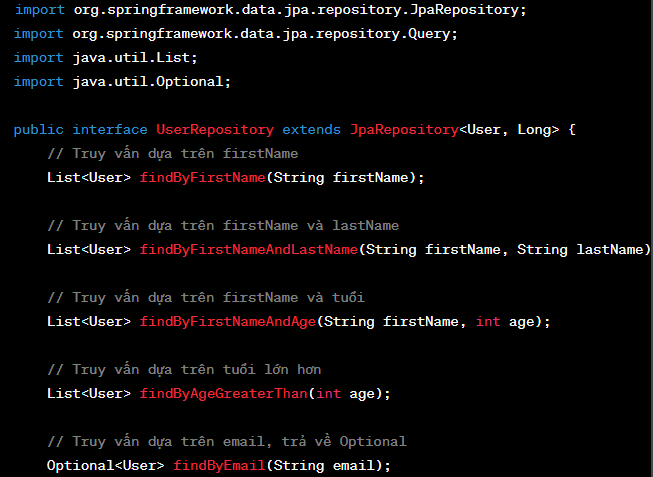 import org.springframework.data.jpa.repository.JpaRepository;
import org.springframework.data.jpa.repository.Query;
import java.util.List;
import java.util.Optional;
public interface UserRepository extends JpaRepository<User, Long> {
// Truy vấn dựa trên firstName
List<User> findByFirstName(String firstName);
// Truy vấn dựa trên firstName và lastName
List<User> findByFirstNameAndLastName(String firstName, String lastName)
// Truy vấn dựa trên firstName và tuổi
List<User> findByFirstNameAndAge(String firstName, int age);
// Truy vấn dựa trên tuổi lớn hơn
List<User> findByAgeGreaterThan(int age);
// Truy vấn dựa trên email, trả về Optional
Optional<User> findByEmail(String email);